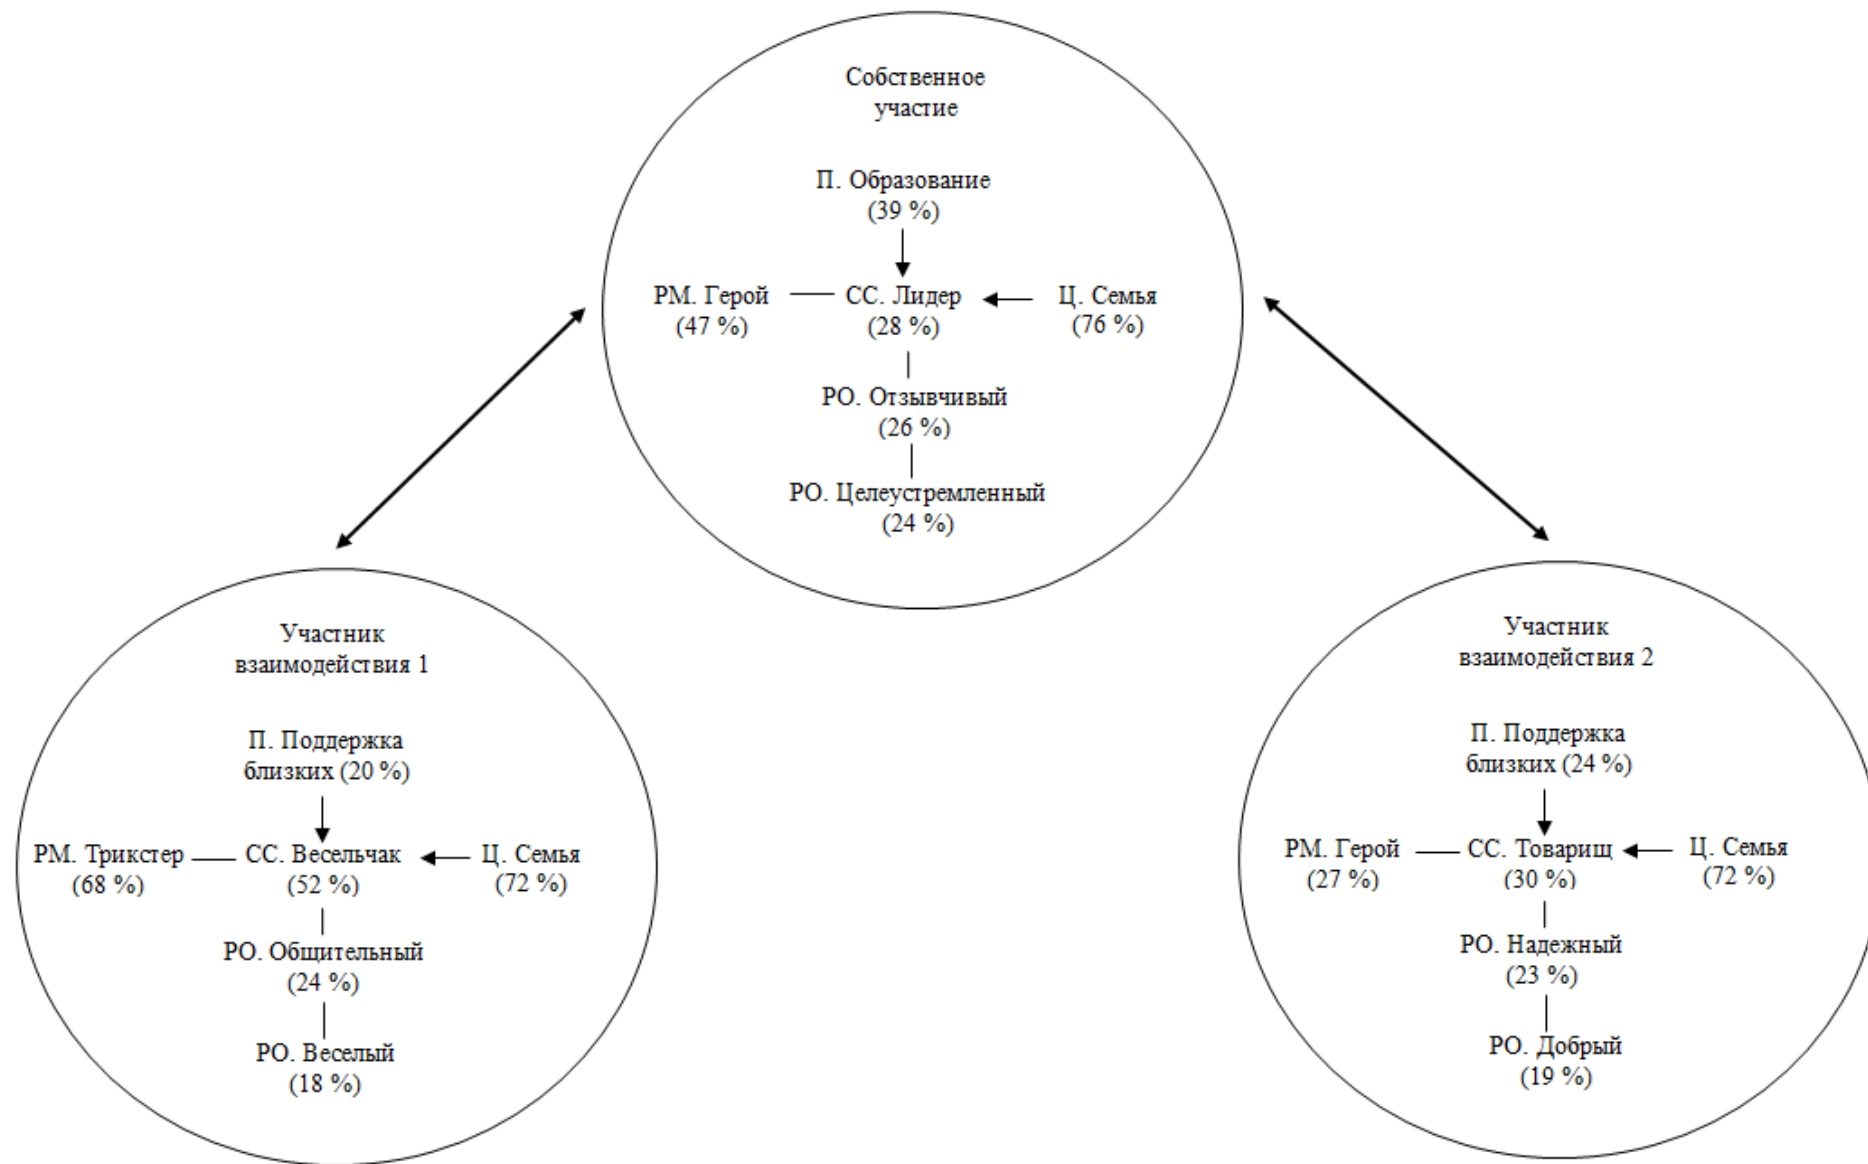 Собственное
участие
П. Образование
(39 %)
РМ. Герой
(47 %)
СС. Лидер
(28 %)
Ц. Семья
(76 %)
РО. Отзывчивый
(26 %)
РО. Целеустремленный
(24 %)
Участник
взаимодействия 1
П. Поддержка
близких (20 %)
РМ. Трикстер
(68 %)
СС. Весельчак
(52 %)
Ц. Семья
(72 %)
РО. Общительный
(24 %)
РО. Веселый
(18 %)
Участник
взаимодействия 2
П. Поддержка
близких (24 %)
РМ. Герой
(27 %)
СС. Товарищ
(30 %)
Ц. Семья
(72 %)
РО. Надежный
(23 %)
РО. Добрый
(19 %)